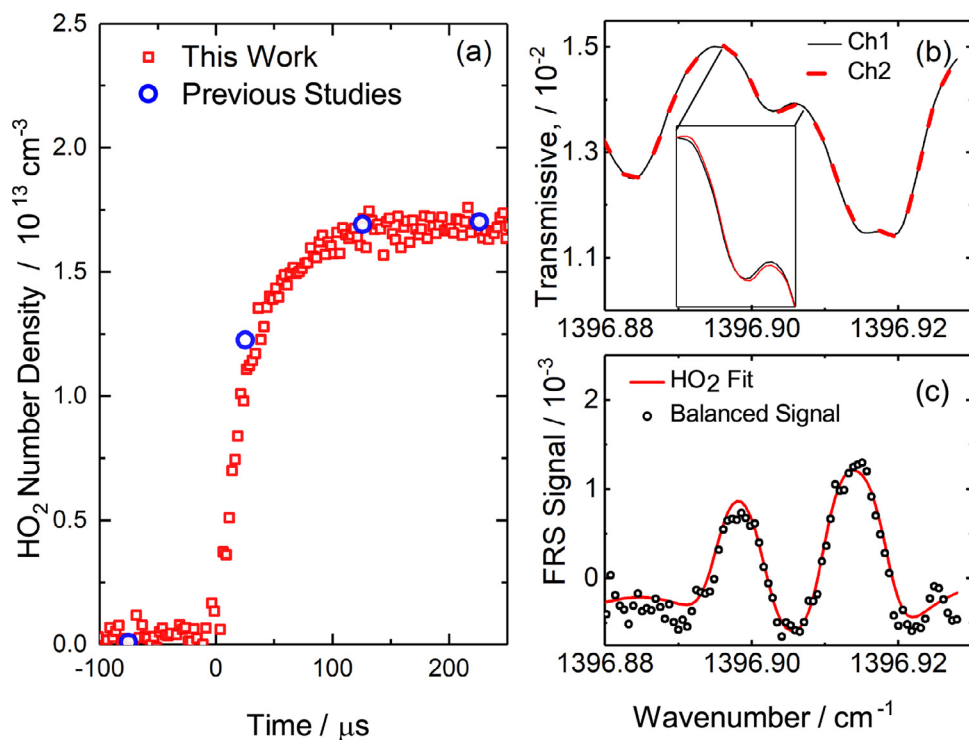 2.5
2.0
1.5
1.0
0.5
0.0
HO2 Number Density / 10 13 cm-3
This Work
Previous Studies
(a)
-100 0 100 200
Time / μs
1.5
1.3
1.1
Transmissive, / 10-2
(b)
Ch1
Ch2
1396.88 1396.90 1396.92
2
1
0
FRS Signal / 10-3
HO2 Fit
Balanced Signal
(c)
1396.88 1396.90 1396.92
Wavenumber / cm-1